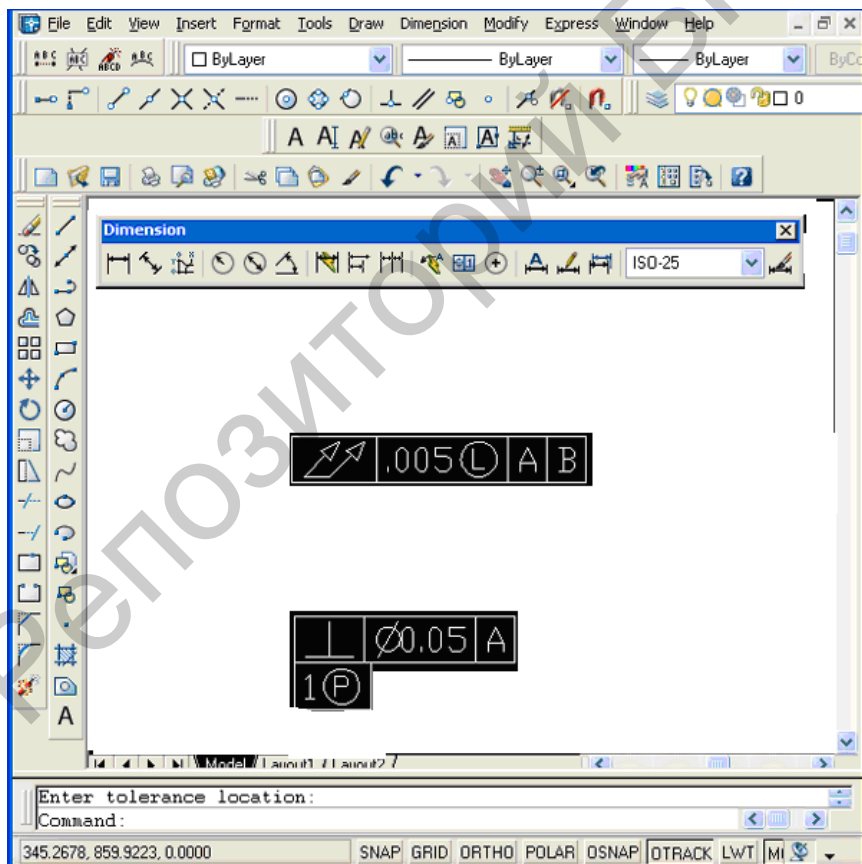 File Edit View Insert Format Tools Draw Dimension Modify Express Window Help
ByLayer ByLayer ByLayer ByCo
0
Dimension
ISO-25
.005 Ⓛ A B
⊥ Ø0.05 A
1 Ⓟ
Model Layout1 Layout2
Enter tolerance location:
Command:
345.2678, 859.9223, 0.0000 SNAP GRID ORTHO POLAR OSNAP OTRACK LWT
Репозиторий